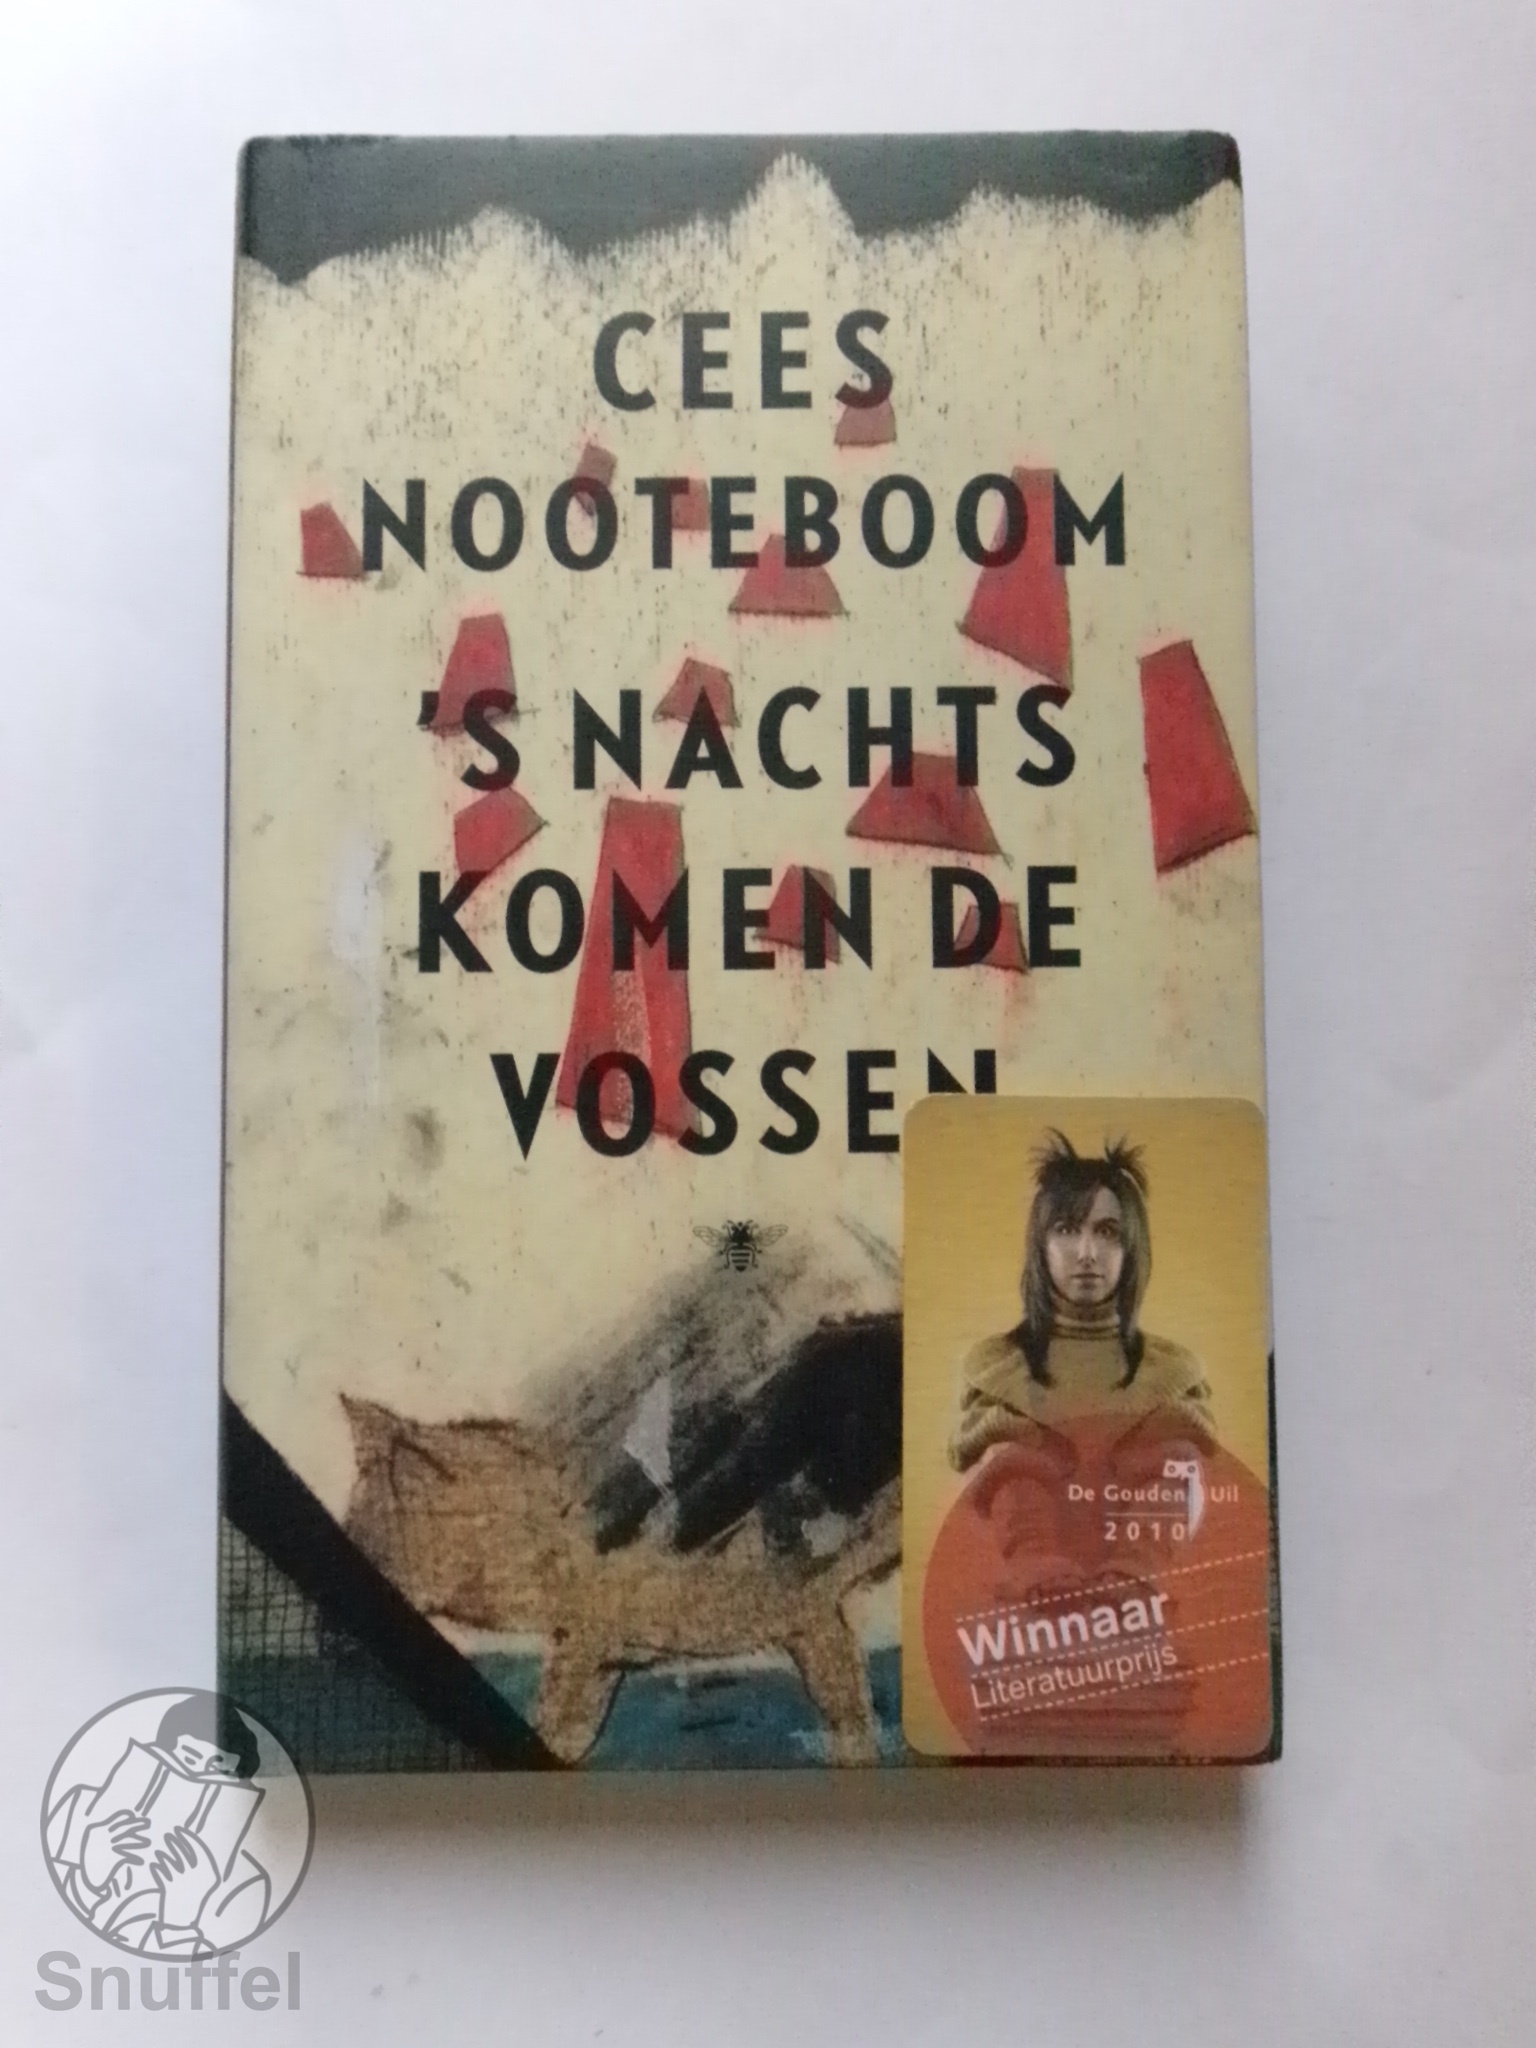 CEES
NOOTEBOOM
'S NACHTS
KOMEN DE
VOSSEN
De Gouden Uil
2010
Winnaar
Literatuurprijs
Snuffel